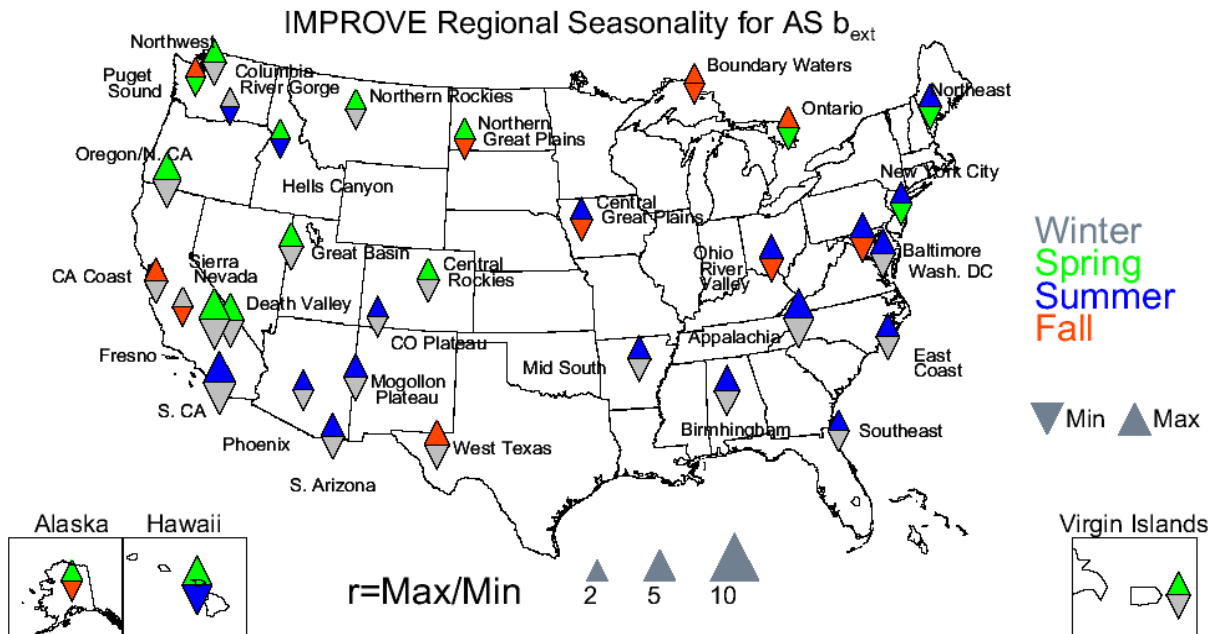 IMPROVE Regional Seasonality for AS bext
Northwest
Puget
Sound
Columbia
River Gorge
Northern Rockies
Northern
Great Plains
Boundary Waters
Ontario
Northeast
Oregon/N. CA
Hells Canyon
New York City
Central
Great Plains
Great Basin
CA Coast
Sierra
Nevada
Central
Rockies
Ohio
River
Valley
Baltimore
Wash. DC
Death Valley
Fresno
CO Plateau
Appalachia
East
Coast
Mid South
S. CA
Mogollon
Plateau
Phoenix
West Texas
Birmhingham
Southeast
S. Arizona
Winter
Spring
Summer
Fall
Min
Max
Alaska
Hawaii
Virgin Islands
r=Max/Min
2
5
10